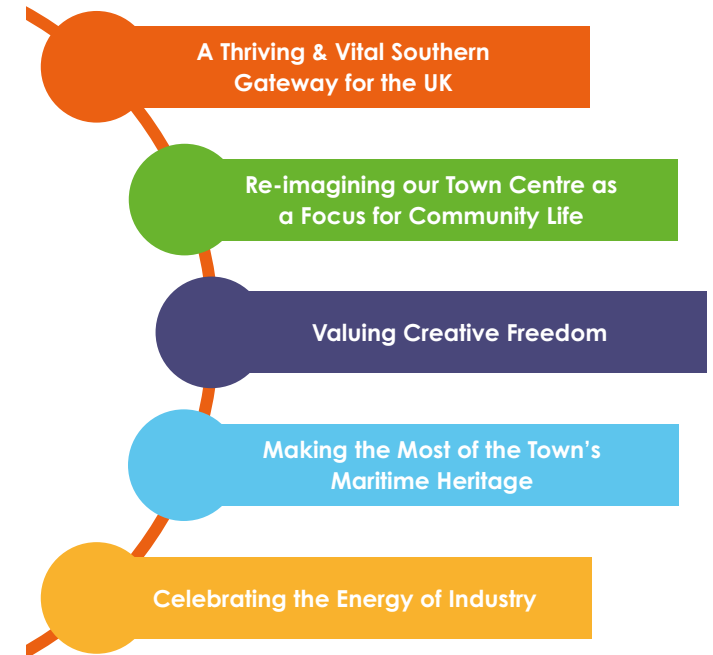 A Thriving & Vital Southern
Gateway for the UK
Re-imagining our Town Centre as
a Focus for Community Life
Valuing Creative Freedom
Making the Most of the Town’s
Maritime Heritage
Celebrating the Energy of Industry